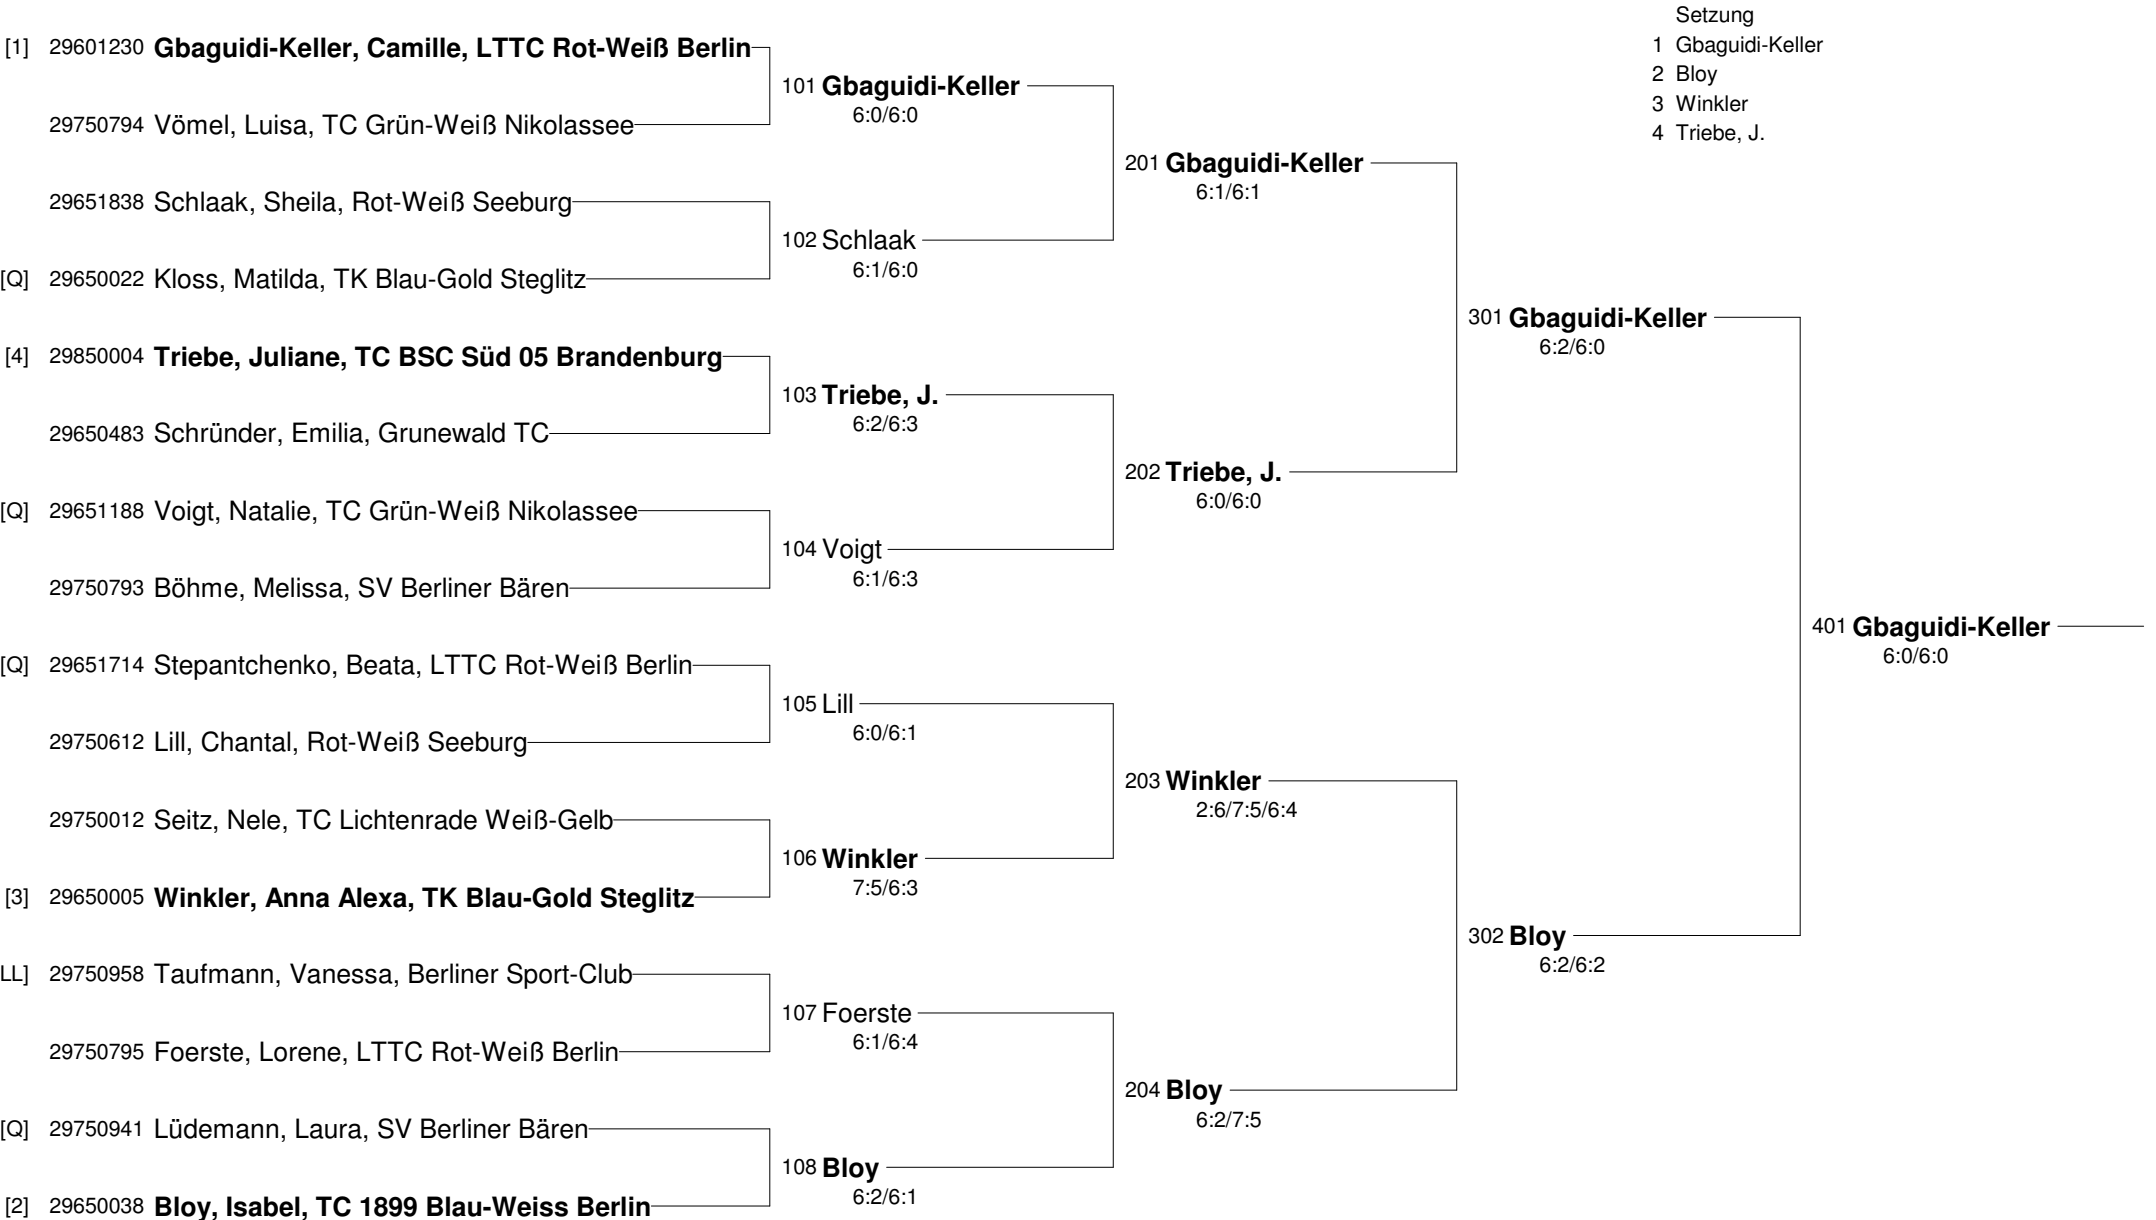 Setzung
1 Gbaguidi-Keller
2 Bloy
3 Winkler
4 Triebe, J.
[1] 29601230 Gbaguidi-Keller, Camille, LTTC Rot-Weiß Berlin
101 Gbaguidi-Keller
6:0/6:0
29750794 Vömel, Luisa, TC Grün-Weiß Nikolassee
201 Gbaguidi-Keller
6:1/6:1
29651838 Schlaak, Sheila, Rot-Weiß Seeburg
102 Schlaak
6:1/6:0
[Q] 29650022 Kloss, Matilda, TK Blau-Gold Steglitz
301 Gbaguidi-Keller
6:2/6:0
[4] 29850004 Triebe, Juliane, TC BSC Süd 05 Brandenburg
103 Triebe, J.
6:2/6:3
29650483 Schründer, Emilia, Grunewald TC
202 Triebe, J.
6:0/6:0
[Q] 29651188 Voigt, Natalie, TC Grün-Weiß Nikolassee
104 Voigt
6:1/6:3
29750793 Böhme, Melissa, SV Berliner Bären
401 Gbaguidi-Keller
6:0/6:0
[Q] 29651714 Stepantchenko, Beata, LTTC Rot-Weiß Berlin
105 Lill
6:0/6:1
29750612 Lill, Chantal, Rot-Weiß Seeburg
203 Winkler
2:6/7:5/6:4
29750012 Seitz, Nele, TC Lichtenrade Weiß-Gelb
106 Winkler
7:5/6:3
[3] 29650005 Winkler, Anna Alexa, TK Blau-Gold Steglitz
302 Bloy
6:2/6:2
LL] 29750958 Taufmann, Vanessa, Berliner Sport-Club
107 Foerste
6:1/6:4
29750795 Foerste, Lorene, LTTC Rot-Weiß Berlin
204 Bloy
6:2/7:5
[Q] 29750941 Lüdemann, Laura, SV Berliner Bären
108 Bloy
6:2/6:1
[2] 29650038 Bloy, Isabel, TC 1899 Blau-Weiss Berlin